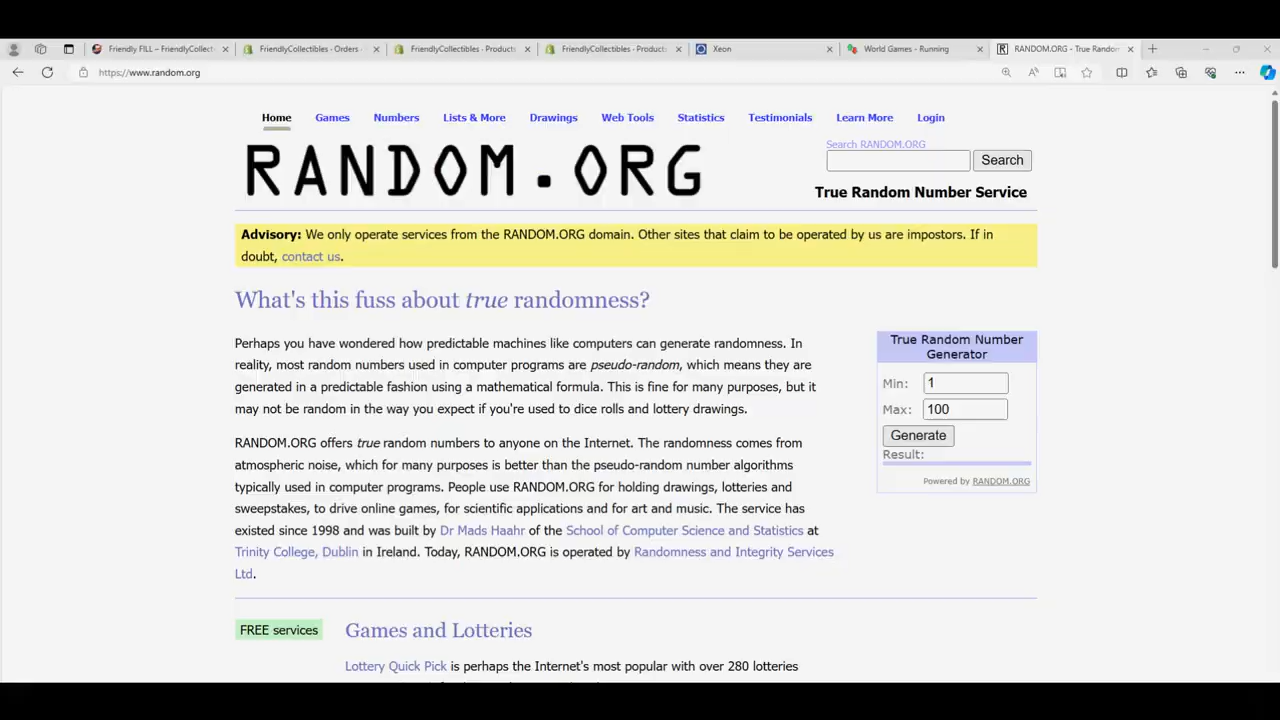 Friendly FILL – FriendlyCollect
FriendlyCollectibles - Orders
FriendlyCollectibles - Products
FriendlyCollectibles - Products
Xeon
World Games - Running
RANDOM.ORG - True Random
https://www.random.org
Home Games Numbers Lists & More Drawings Web Tools Statistics Testimonials Learn More Login
RANDOM.ORG
Search RANDOM.ORG
Search
True Random Number Service
Advisory: We only operate services from the RANDOM.ORG domain. Other sites that claim to be operated by us are impostors. If in
doubt, contact us.
What's this fuss about true randomness?
Perhaps you have wondered how predictable machines like computers can generate randomness. In
reality, most random numbers used in computer programs are pseudo-random, which means they are
generated in a predictable fashion using a mathematical formula. This is fine for many purposes, but it
may not be random in the way you expect if you're used to dice rolls and lottery drawings.
RANDOM.ORG offers true random numbers to anyone on the Internet. The randomness comes from
atmospheric noise, which for many purposes is better than the pseudo-random number algorithms
typically used in computer programs. People use RANDOM.ORG for holding drawings, lotteries and
sweepstakes, to drive online games, for scientific applications and for art and music. The service has
existed since 1998 and was built by Dr Mads Haahr of the School of Computer Science and Statistics at
Trinity College, Dublin in Ireland. Today, RANDOM.ORG is operated by Randomness and Integrity Services
Ltd.
True Random Number
Generator
Min: 1
Max: 100
Generate
Result:
Powered by RANDOM.ORG
FREE services
Games and Lotteries
Lottery Quick Pick is perhaps the Internet's most popular with over 280 lotteries